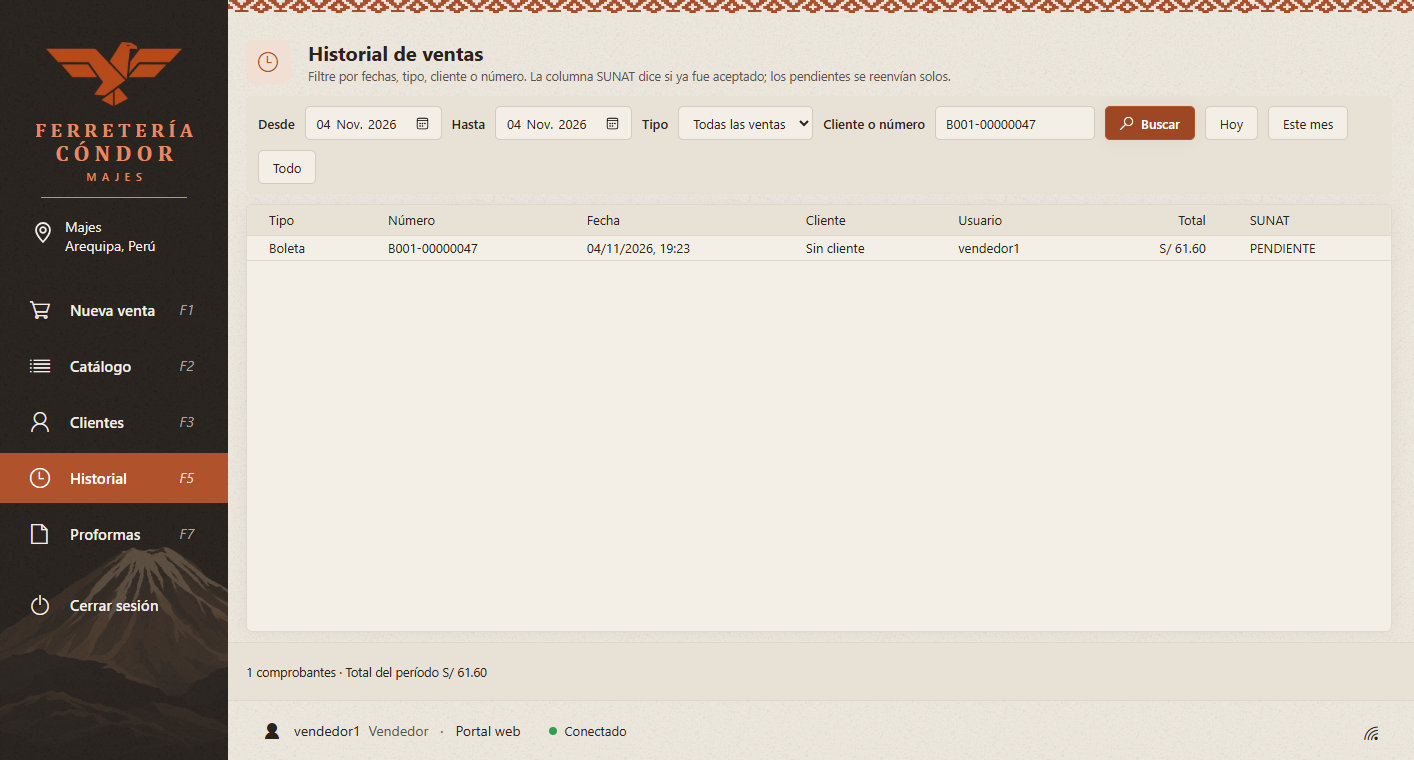 FERRETERÍA
CÓNDOR
MAJES
Majes
Arequipa, Perú
Nueva venta F1
Catálogo F2
Clientes F3
Historial F5
Proformas F7
Cerrar sesión
Historial de ventas
Filtre por fechas, tipo, cliente o número. La columna SUNAT dice si ya fue aceptado; los pendientes se reenvían solos.
Desde 04 Nov. 2026 Hasta 04 Nov. 2026 Tipo Todas las ventas Cliente o número B001-00000047 Buscar Hoy Este mes
Todo
Tipo Número Fecha Cliente Usuario Total SUNAT
Boleta B001-00000047 04/11/2026, 19:23 Sin cliente vendedor1 S/ 61.60 PENDIENTE
1 comprobantes · Total del período S/ 61.60
vendedor1 Vendedor · Portal web Conectado